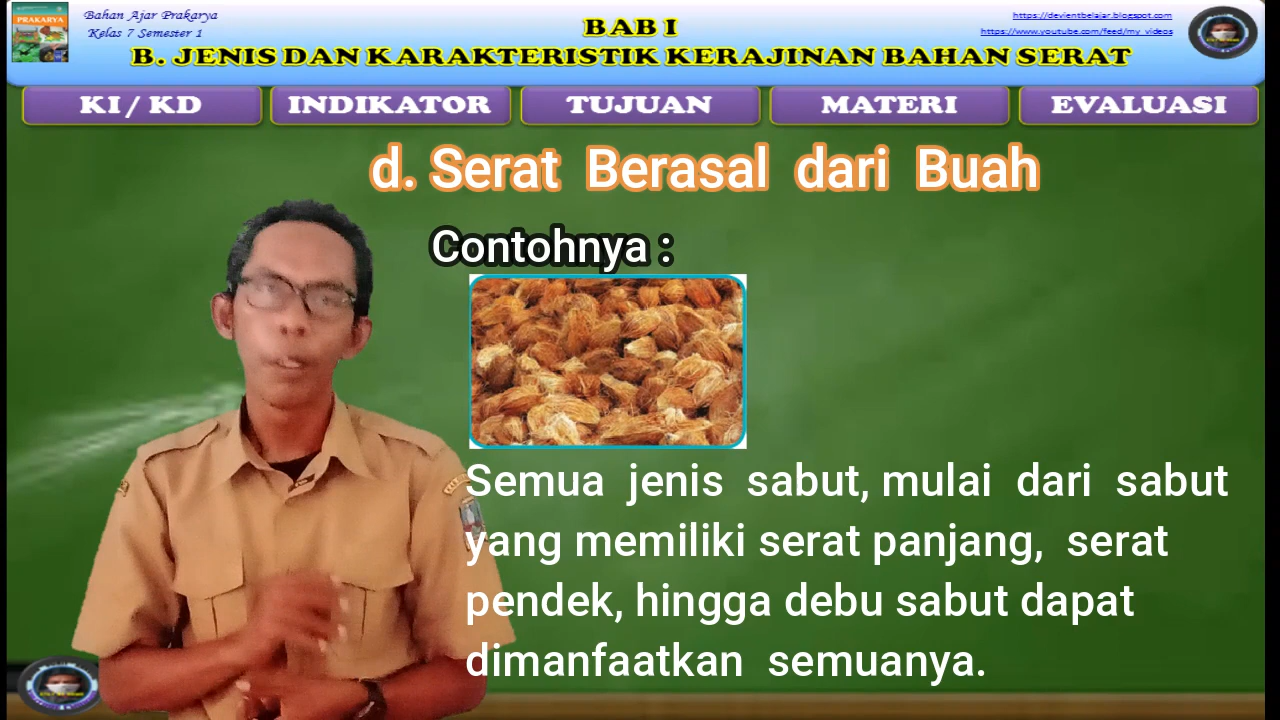 PRAKARYA
Bahan Ajar Prakarya
Kelas 7 Semester 1
BAB I
B. JENIS DAN KARAKTERISTIK KERAJINAN BAHAN SERAT
https://devientbelajar.blogspot.com
https://www.youtube.com/feed/my_videos
KI / KD
INDIKATOR
TUJUAN
MATERI
EVALUASI
d. Serat Berasal dari Buah
Contohnya :
Semua jenis sabut, mulai dari sabut
yang memiliki serat panjang, serat
pendek, hingga debu sabut dapat
dimanfaatkan semuanya.